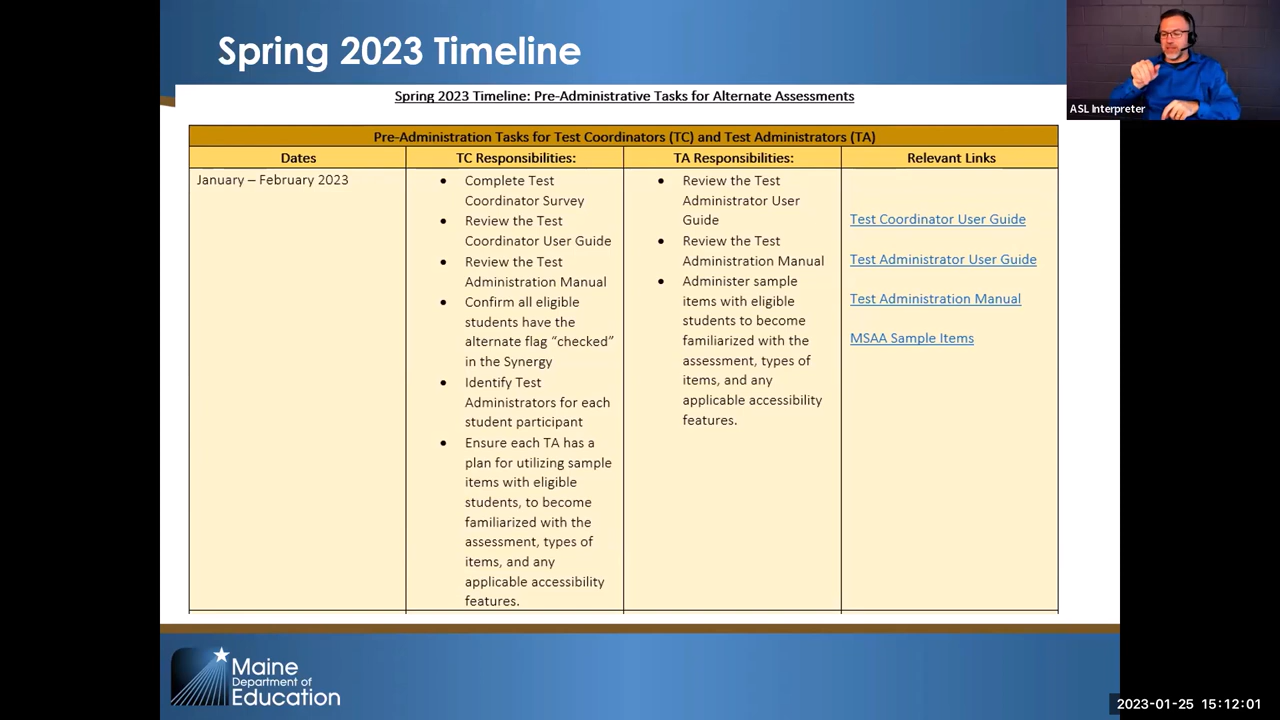 Spring 2023 Timeline
ASL Interpreter
Spring 2023 Timeline: Pre-Administrative Tasks for Alternate Assessments
Pre-Administration Tasks for Test Coordinators (TC) and Test Administrators (TA)
Dates
TC Responsibilities:
TA Responsibilities:
Relevant Links
January – February 2023
• Complete Test
Coordinator Survey
• Review the Test
Coordinator User Guide
• Review the Test
Administration Manual
• Confirm all eligible
students have the
alternate flag “checked”
in the Synergy
• Identify Test
Administrators for each
student participant
• Ensure each TA has a
plan for utilizing sample
items with eligible
students, to become
familiarized with the
assessment, types of
items, and any
applicable accessibility
features.
• Review the Test
Administrator User
Guide
• Review the Test
Administration Manual
• Administer sample
items with eligible
students to become
familiarized with the
assessment, types of
items, and any
applicable accessibility
features.
Test Coordinator User Guide
Test Administrator User Guide
Test Administration Manual
MSAA Sample Items
Maine
Department of
Education
2023-01-25 15:12:01